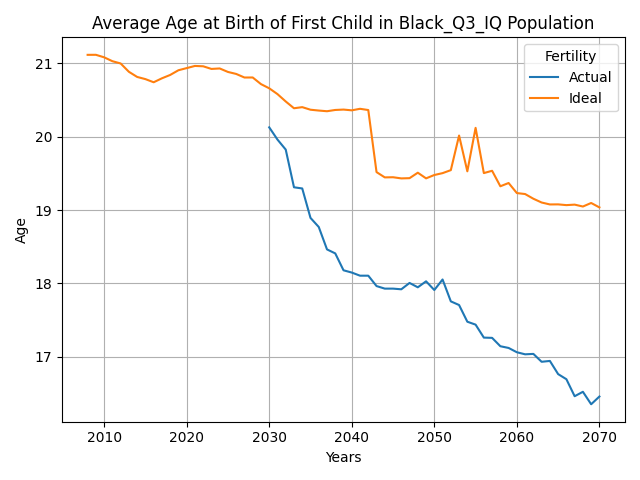 Average Age at Birth of First Child in Black_Q3_IQ Population
Fertility
Actual
Ideal
Age
21
20
19
18
17
2010 2020 2030 2040 2050 2060 2070
Years